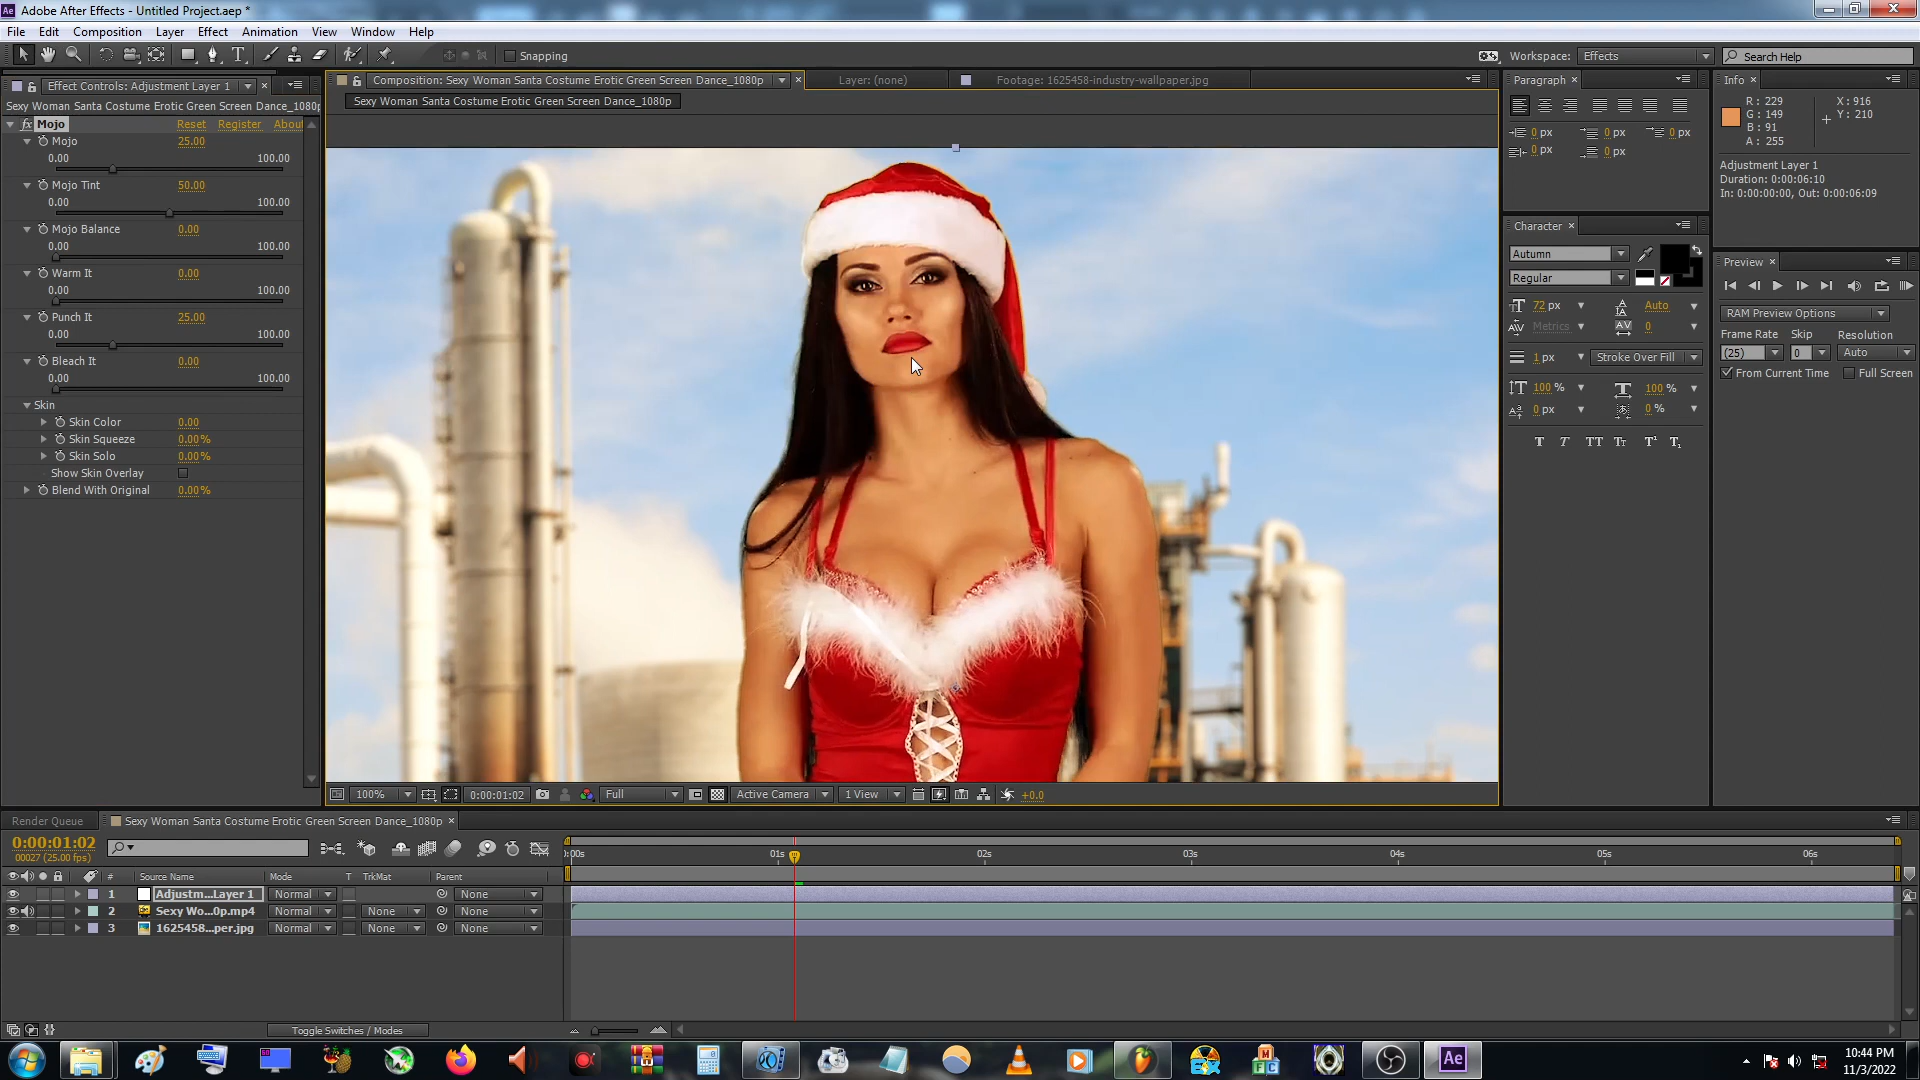 Adobe After Effects - Untitled Project.aep *
File Edit Composition Layer Effect Animation View Window Help
Snapping
Workspace: Effects
Search Help
Effect Controls: Adjustment Layer 1
Sexy Woman Santa Costume Erotic Green Screen Dance_1080p
fx Mojo Reset Register About
Mojo 25.00
0.00 100.00
Mojo Tint 50.00
0.00 100.00
Mojo Balance 0.00
0.00 100.00
Warm It 0.00
0.00 100.00
Punch It 25.00
0.00 100.00
Bleach It 0.00
0.00 100.00
Skin
Skin Color 0.00
Skin Squeeze 0.00%
Skin Solo 0.00%
Show Skin Overlay
Blend With Original 0.00%
Composition: Sexy Woman Santa Costume Erotic Green Screen Dance_1080p
Layer: (none)
Footage: 1625458-industry-wallpaper.jpg
Sexy Woman Santa Costume Erotic Green Screen Dance_1080p
100% 0:00:01:02 Full Active Camera 1 View +0.0
Paragraph
0 px 0 px 0 px
0 px 0 px
Character
Autumn
Regular
72 px Auto
Metrics 0
1 px Stroke Over Fill
100 % 100 %
0 px 0 %
T T TT Tt T¹ T₁
Info
R: 229 X: 916
G: 149 Y: 210
B: 91
A: 255
Adjustment Layer 1
Duration: 0:00:06:10
In: 0:00:00:00, Out: 0:00:06:09
Preview
RAM Preview Options
Frame Rate Skip Resolution
(25) 0 Auto
From Current Time Full Screen
Render Queue
Sexy Woman Santa Costume Erotic Green Screen Dance_1080p
0:00:01:02
00027 (25.00 fps)
:00s 01s 02s 03s 04s 05s 06s
# Source Name Mode T TrkMat Parent
1 Adjustm...Layer 1 Normal None
2 Sexy Wo...0p.mp4 Normal None None
3 1625458...per.jpg Normal None None
Toggle Switches / Modes
10:44 PM
11/3/2022